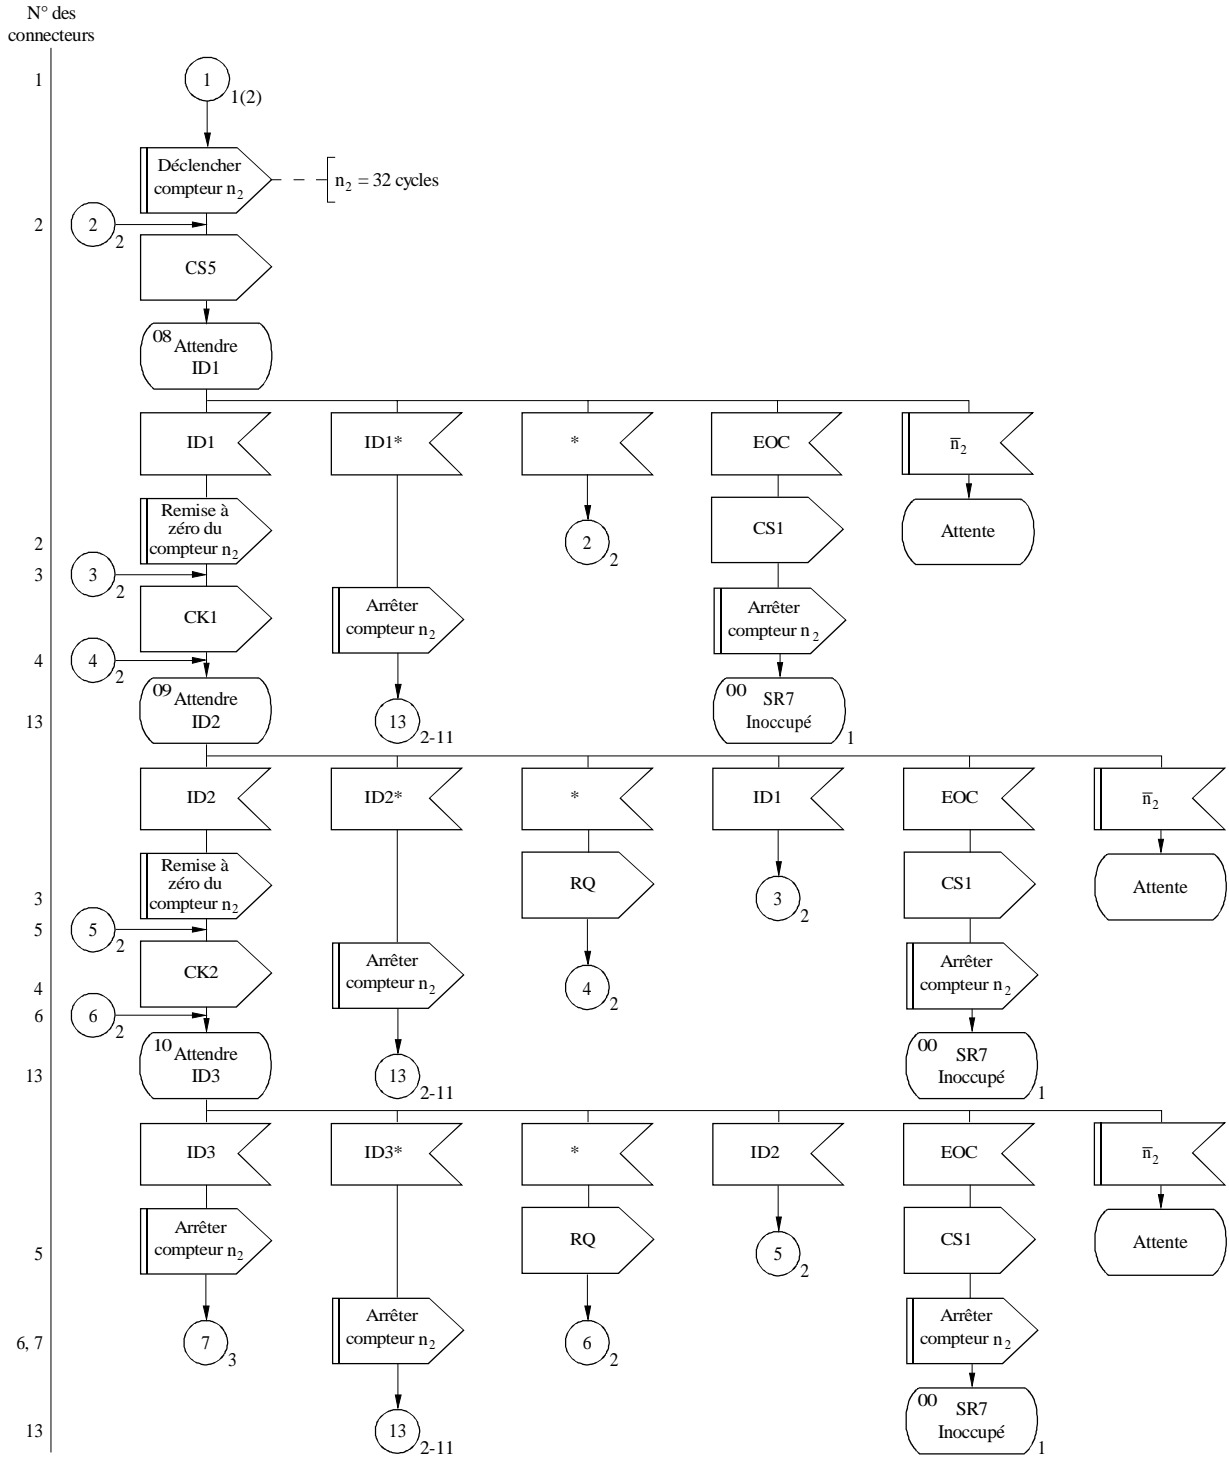 N° des
connecteurs
1
1
1(2)
Déclencher
compteur n2
n2 = 32 cycles
2
2
2
CS5
08
Attendre
ID1
ID1
ID1*
*
EOC
n̅2
Remise à
zéro du
compteur n2
2
2
2
CS1
Attente
3
3
2
CK1
Arrêter
compteur n2
Arrêter
compteur n2
4
4
2
09
Attendre
ID2
13
13
2-11
00
SR7
Inoccupé
1
ID2
ID2*
*
ID1
EOC
n̅2
Remise à
zéro du
compteur n2
3
RQ
3
2
CS1
Attente
5
5
2
CK2
4
Arrêter
compteur n2
4
2
Arrêter
compteur n2
6
6
2
10
Attendre
ID3
13
13
2-11
00
SR7
Inoccupé
1
ID3
ID3*
*
ID2
EOC
n̅2
Arrêter
compteur n2
5
RQ
5
2
CS1
Attente
6, 7
7
3
Arrêter
compteur n2
6
2
Arrêter
compteur n2
13
13
2-11
00
SR7
Inoccupé
1